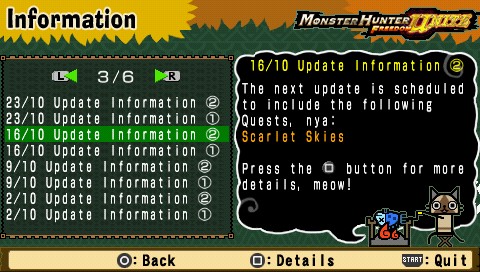 Information
MONSTER HUNTER
FREEDOM UNITE
L 3/6 R
23/10 Update Information ②
23/10 Update Information ①
16/10 Update Information ②
16/10 Update Information ①
9/10 Update Information ②
9/10 Update Information ①
2/10 Update Information ②
2/10 Update Information ①
16/10 Update Information ②
The next update is scheduled
to include the following
Quests, nya:
Scarlet Skies
Press the □ button for more
details, meow!
○: Back
□: Details
START: Quit